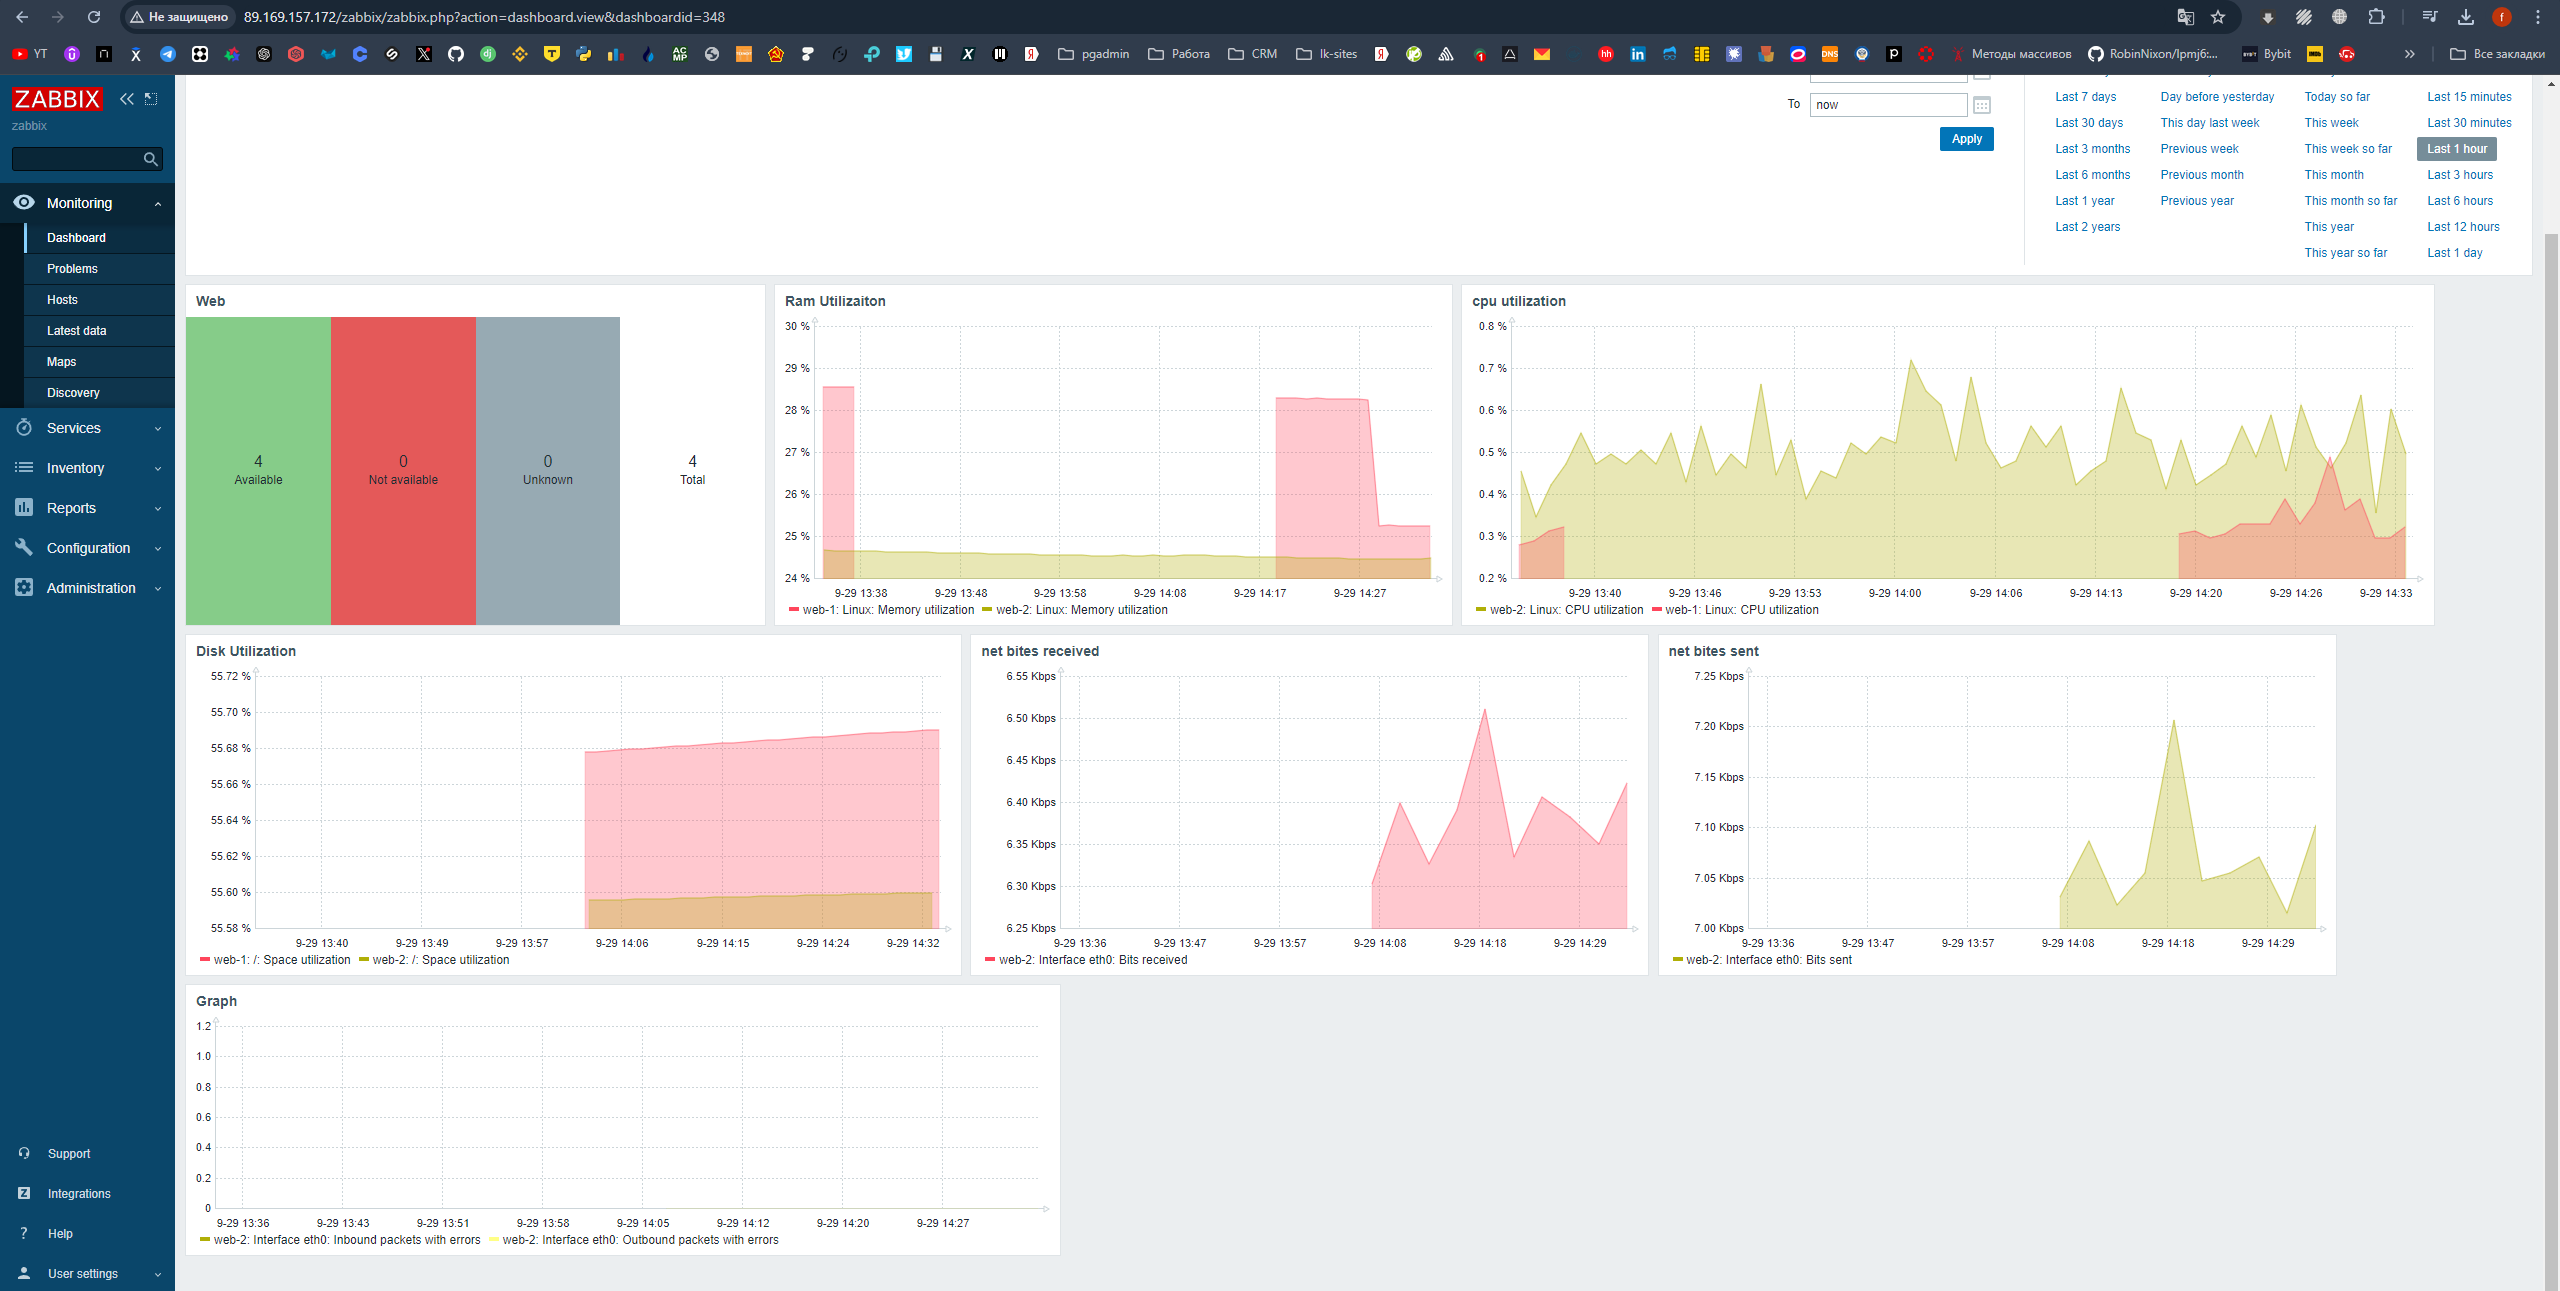 Не защищено
89.169.157.172/zabbix/zabbix.php?action=dashboard.view&dashboardid=348
YT
pgadmin
Работа
CRM
lk-sites
Методы массивов
RobinNixon/lpmj6:...
Bybit
Все закладки
ZABBIX
zabbix
Monitoring
Dashboard
Problems
Hosts
Latest data
Maps
Discovery
Services
Inventory
Reports
Configuration
Administration
Support
Integrations
Help
User settings
To
now
Apply
Last 7 days
Day before yesterday
Today so far
Last 15 minutes
Last 30 days
This day last week
This week
Last 30 minutes
Last 3 months
Previous week
This week so far
Last 1 hour
Last 6 months
Previous month
This month
Last 3 hours
Last 1 year
Previous year
This month so far
Last 6 hours
Last 2 years
This year
Last 12 hours
This year so far
Last 1 day
Web
4
Available
0
Not available
0
Unknown
4
Total
Ram Utilizaiton
30 %
29 %
28 %
27 %
26 %
25 %
24 %
9-29 13:38
9-29 13:48
9-29 13:58
9-29 14:08
9-29 14:17
9-29 14:27
web-1: Linux: Memory utilization
web-2: Linux: Memory utilization
cpu utilization
0.8 %
0.7 %
0.6 %
0.5 %
0.4 %
0.3 %
0.2 %
9-29 13:40
9-29 13:46
9-29 13:53
9-29 14:00
9-29 14:06
9-29 14:13
9-29 14:20
9-29 14:26
9-29 14:33
web-2: Linux: CPU utilization
web-1: Linux: CPU utilization
Disk Utilization
55.72 %
55.70 %
55.68 %
55.66 %
55.64 %
55.62 %
55.60 %
55.58 %
9-29 13:40
9-29 13:49
9-29 13:57
9-29 14:06
9-29 14:15
9-29 14:24
9-29 14:32
web-1: /: Space utilization
web-2: /: Space utilization
net bites received
6.55 Kbps
6.50 Kbps
6.45 Kbps
6.40 Kbps
6.35 Kbps
6.30 Kbps
6.25 Kbps
9-29 13:36
9-29 13:47
9-29 13:57
9-29 14:08
9-29 14:18
9-29 14:29
web-2: Interface eth0: Bits received
net bites sent
7.25 Kbps
7.20 Kbps
7.15 Kbps
7.10 Kbps
7.05 Kbps
7.00 Kbps
9-29 13:36
9-29 13:47
9-29 13:57
9-29 14:08
9-29 14:18
9-29 14:29
web-2: Interface eth0: Bits sent
Graph
1.2
1.0
0.8
0.6
0.4
0.2
0
9-29 13:36
9-29 13:43
9-29 13:51
9-29 13:58
9-29 14:05
9-29 14:12
9-29 14:20
9-29 14:27
web-2: Interface eth0: Inbound packets with errors
web-2: Interface eth0: Outbound packets with errors